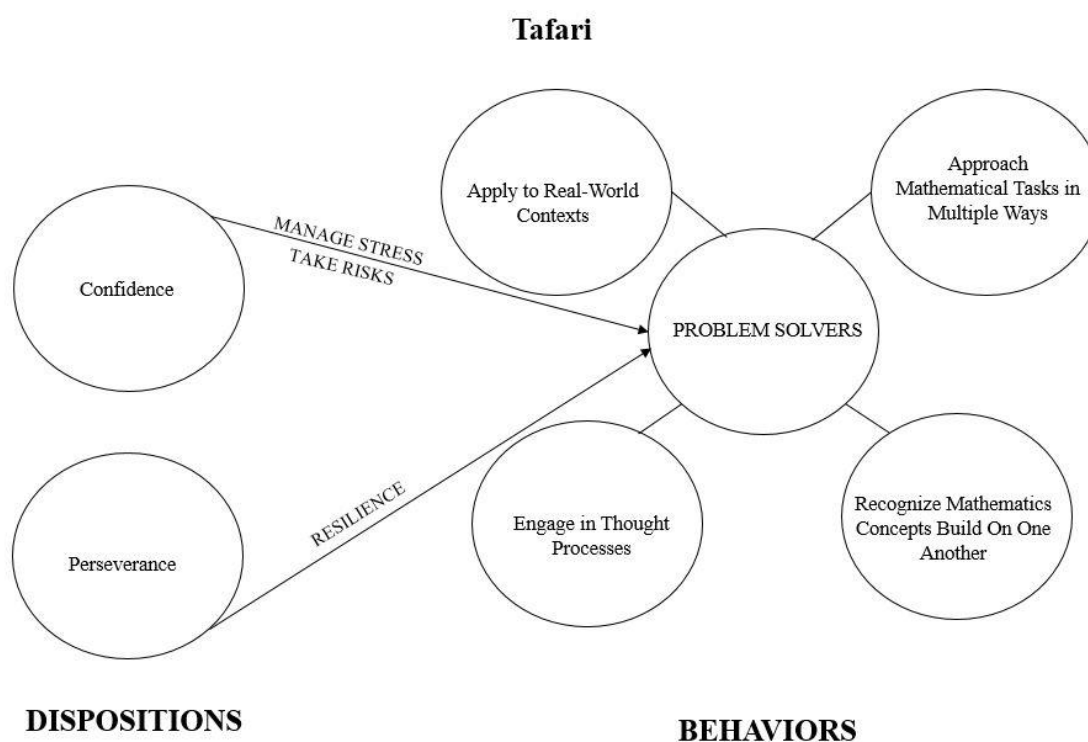 Tafari
Apply to Real-World
Contexts
Approach
Mathematical Tasks in
Multiple Ways
MANAGE STRESS
TAKE RISKS
Confidence
PROBLEM SOLVERS
RESILIENCE
Engage in Thought
Processes
Recognize Mathematics
Concepts Build On One
Another
Perseverance
DISPOSITIONS
BEHAVIORS